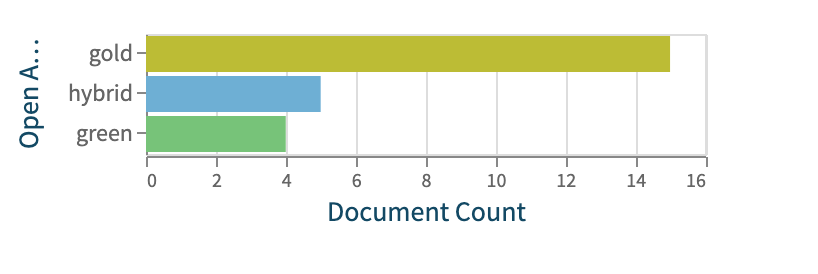 Open A...
gold
hybrid
green
0 2 4 6 8 10 12 14 16
Document Count